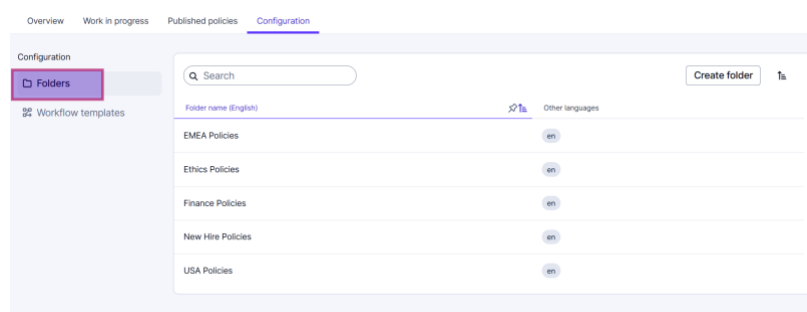 Overview Work in progress Published policies Configuration
Configuration
Folders
Workflow templates
Search
Create folder
Folder name (English) Other languages
EMEA Policies en
Ethics Policies en
Finance Policies en
New Hire Policies en
USA Policies en